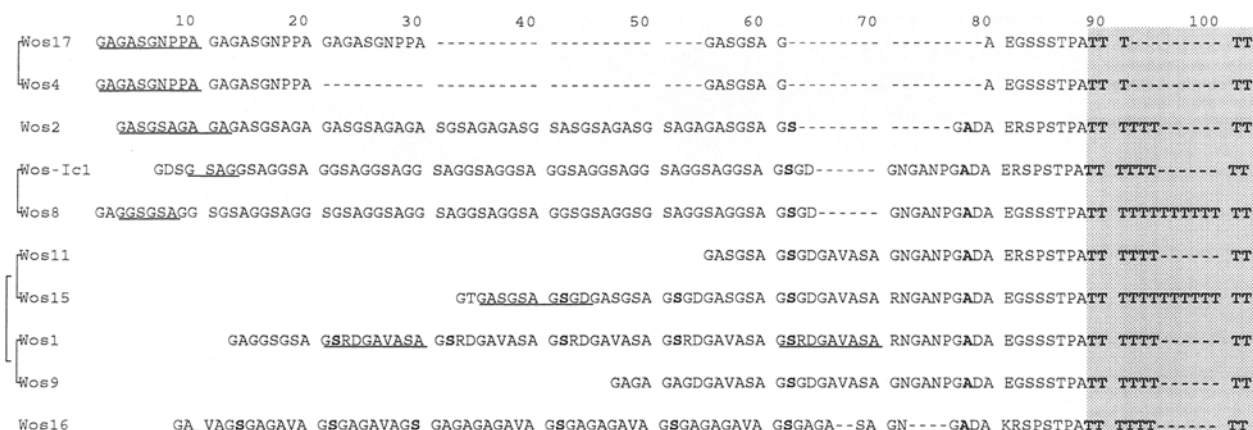 10 20 30 40 50 60 70 80 90 100
Wos17 GAGASGNPPA GAGASGNPPA GAGASGNPPA ---------- ---------- -----GASGSA G--------- ---------A EGSSSTPATT T--------- TT
Wos4 GAGASGNPPA GAGASGNPPA ---------- ---------- ---------- -----GASGSA G--------- ---------A EGSSSTPATT T--------- TT
Wos2 GASGSAGA GAGASGSAGA GASGSAGAGA SGSAGAGASG SASGSAGASG SAGAGASGSA GS-------- -------GADA ERSPSTPATT TTTTT------ TT
Wos-Ic1 GDSG SAGGSAGGSA GGSAGGSAGG SAGGSAGGSA GGSAGGSAGG SAGGSAGGSA GSGD------ GNGANPGADA ERSPSTPATT TTTT------ TT
Wos8 GAGGSGSAGG SGSAGGSAGG SGSAGGSAGG SAGGSAGGSA GGSGSAGGSG SAGGSAGGSA GSGD------ GNGANPGADA EGSSSTPATT TTTTTTTTTT TT
Wos11 GASGSA GSGDGAVASA GNGANPGADA ERSPSTPATT TTTT------ TT
Wos15 GTGASGSA GSGDGASGSA GSGDGASGSA GSGDGAVASA RNGANPGADA EGSSSTPATT TTTTTTTTTT TT
Wos1 GAGGSGSA GSRDGAVASA GSRDGAVASA GSRDGAVASA GSRDGAVASA GSRDGAVASA RNGANPGADA EGSSSTPATT TTTT------ TT
Wos9 GAGA GAGDGAVASA GSGDGAVASA GNGANPGADA EGSSSTPATT TTTT------ TT
Wos16 GA VAGSGAGAVA GSGAGAVAGS GAGAGAGAVA GSGAGAGAVA GSGAGAGAVA GSGAGA--SA GN----GADA KRSPSTPATT TTTT------ TT